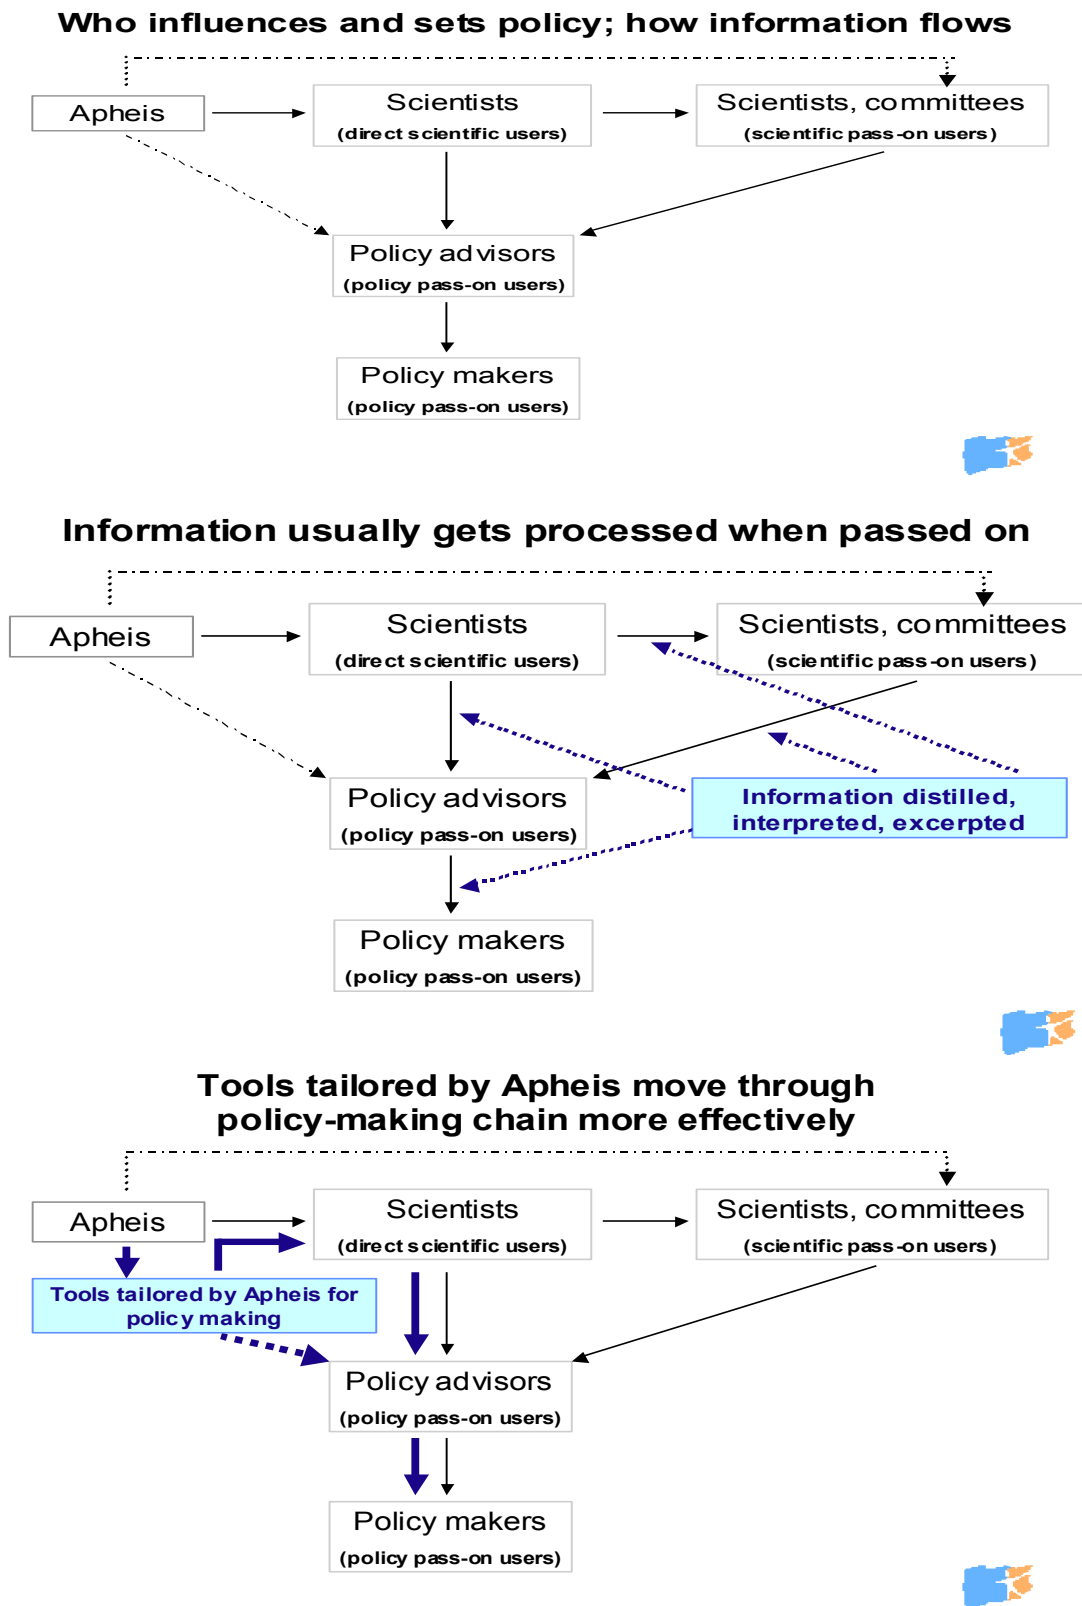 Who influences and sets policy; how information flows
Apheis
Scientists
(direct scientific users)
Scientists, committees
(scientific pass-on users)
Policy advisors
(policy pass-on users)
Policy makers
(policy pass-on users)
Information usually gets processed when passed on
Apheis
Scientists
(direct scientific users)
Scientists, committees
(scientific pass-on users)
Policy advisors
(policy pass-on users)
Information distilled,
interpreted, excerpted
Policy makers
(policy pass-on users)
Tools tailored by Apheis move through
policy-making chain more effectively
Apheis
Scientists
(direct scientific users)
Scientists, committees
(scientific pass-on users)
Tools tailored by Apheis for
policy making
Policy advisors
(policy pass-on users)
Policy makers
(policy pass-on users)